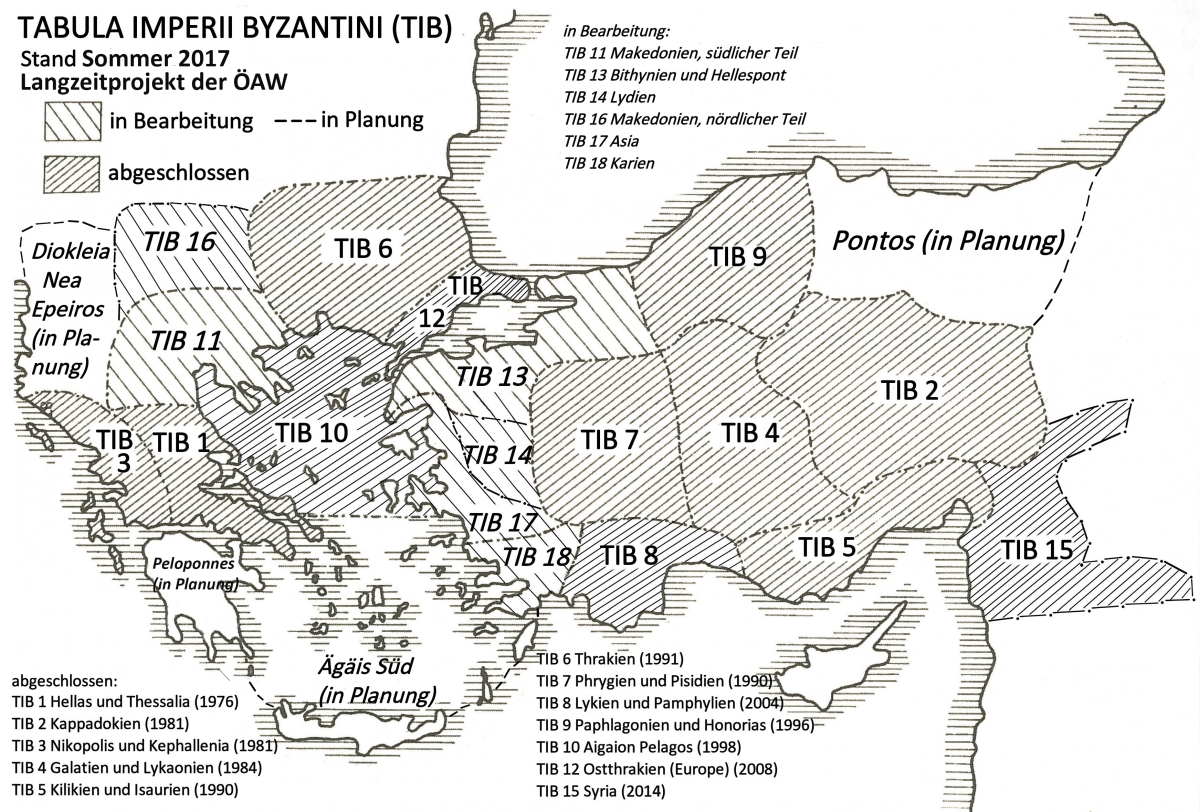 TABULA IMPERII BYZANTINI (TIB)
Stand Sommer 2017
Langzeitprojekt der ÖAW
in Bearbeitung
in Planung
abgeschlossen
in Bearbeitung:
TIB 11 Makedonien, südlicher Teil
TIB 13 Bithynien und Hellespont
TIB 14 Lydien
TIB 16 Makedonien, nördlicher Teil
TIB 17 Asia
TIB 18 Karien
Diokleia
Nea
Epeiros
(in Pla-
nung)
TIB 16
TIB 6
TIB 9
Pontos (in Planung)
TIB
12
TIB 11
TIB 13
TIB 2
TIB
3
TIB 1
TIB 10
TIB 14
TIB 7
TIB 4
TIB 17
TIB 18
TIB 8
TIB 5
TIB 15
Peloponnes
(in Planung)
Ägäis Süd
(in Planung)
abgeschlossen:
TIB 1 Hellas und Thessalia (1976)
TIB 2 Kappadokien (1981)
TIB 3 Nikopolis und Kephallenia (1981)
TIB 4 Galatien und Lykaonien (1984)
TIB 5 Kilikien und Isaurien (1990)
TIB 6 Thrakien (1991)
TIB 7 Phrygien und Pisidien (1990)
TIB 8 Lykien und Pamphylien (2004)
TIB 9 Paphlagonien und Honorias (1996)
TIB 10 Aigaion Pelagos (1998)
TIB 12 Ostthrakien (Europe) (2008)
TIB 15 Syria (2014)